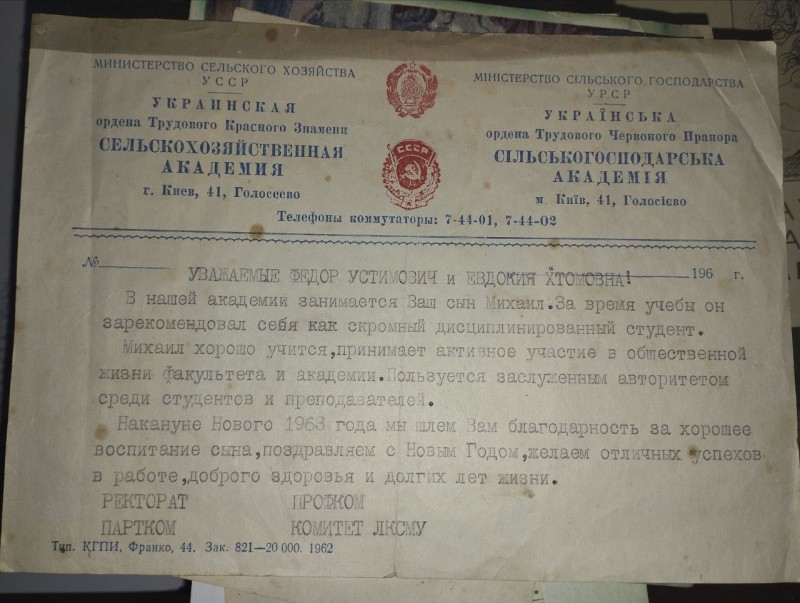 МИНИСТЕРСТВО СЕЛЬСКОГО ХОЗЯЙСТВА
УССР
УКРАИНСКАЯ
ордена Трудового Красного Знамени
СЕЛЬСКОХОЗЯЙСТВЕННАЯ
АКАДЕМИЯ
г. Киев, 41, Голосеево
СССР
МІНІСТЕРСТВО СІЛЬСЬКОГО ГОСПОДАРСТВА
УРСР
УКРАЇНСЬКА
ордена Трудового Червоного Прапора
СІЛЬСЬКОГОСПОДАРСЬКА
АКАДЕМІЯ
м. Київ, 41, Голосієво
Телефоны коммутаторы: 7-44-01, 7-44-02
№ 196 г.
УВАЖАЕМЫЕ ФЕДОР УСТИМОВИЧ и ЕВДОКИЯ ХТОМОВНА!
В нашей академии занимается Ваш сын Михаил.За время учебы он
зарекомендовал себя как скромный дисциплинированный студент.
Михаил хорошо учится,принимает активное участие в общественной
жизни факультета и академии.Пользуется заслуженным авторитетом
среди студентов и преподавателей.
Накануне Нового 1963 года мы шлем Вам благодарность за хорошее
воспитание сына,поздравляем с Новым Годом,желаем отличных успехов
в работе,доброго здоровья и долгих лет жизни.
РЕКТОРАТ ПРОФКОМ
ПАРТКОМ КОМИТЕТ ЛКСМУ
Тип. КГПИ, Франко, 44. Зак. 821—20 000. 1962